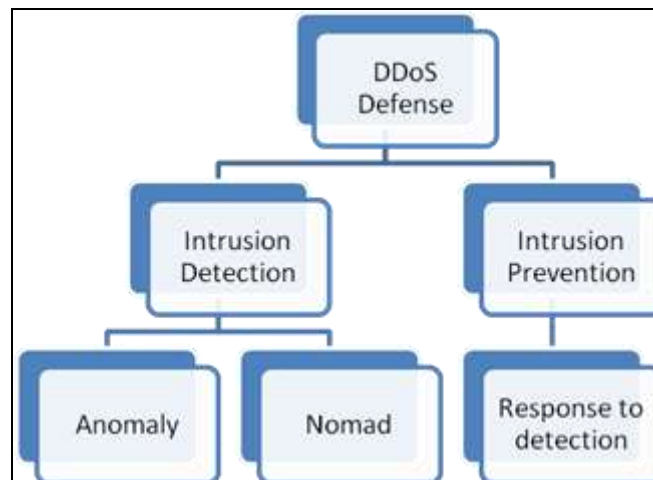 DDoS
Defense
Intrusion
Detection
Intrusion
Prevention
Anomaly
Nomad
Response to
detection